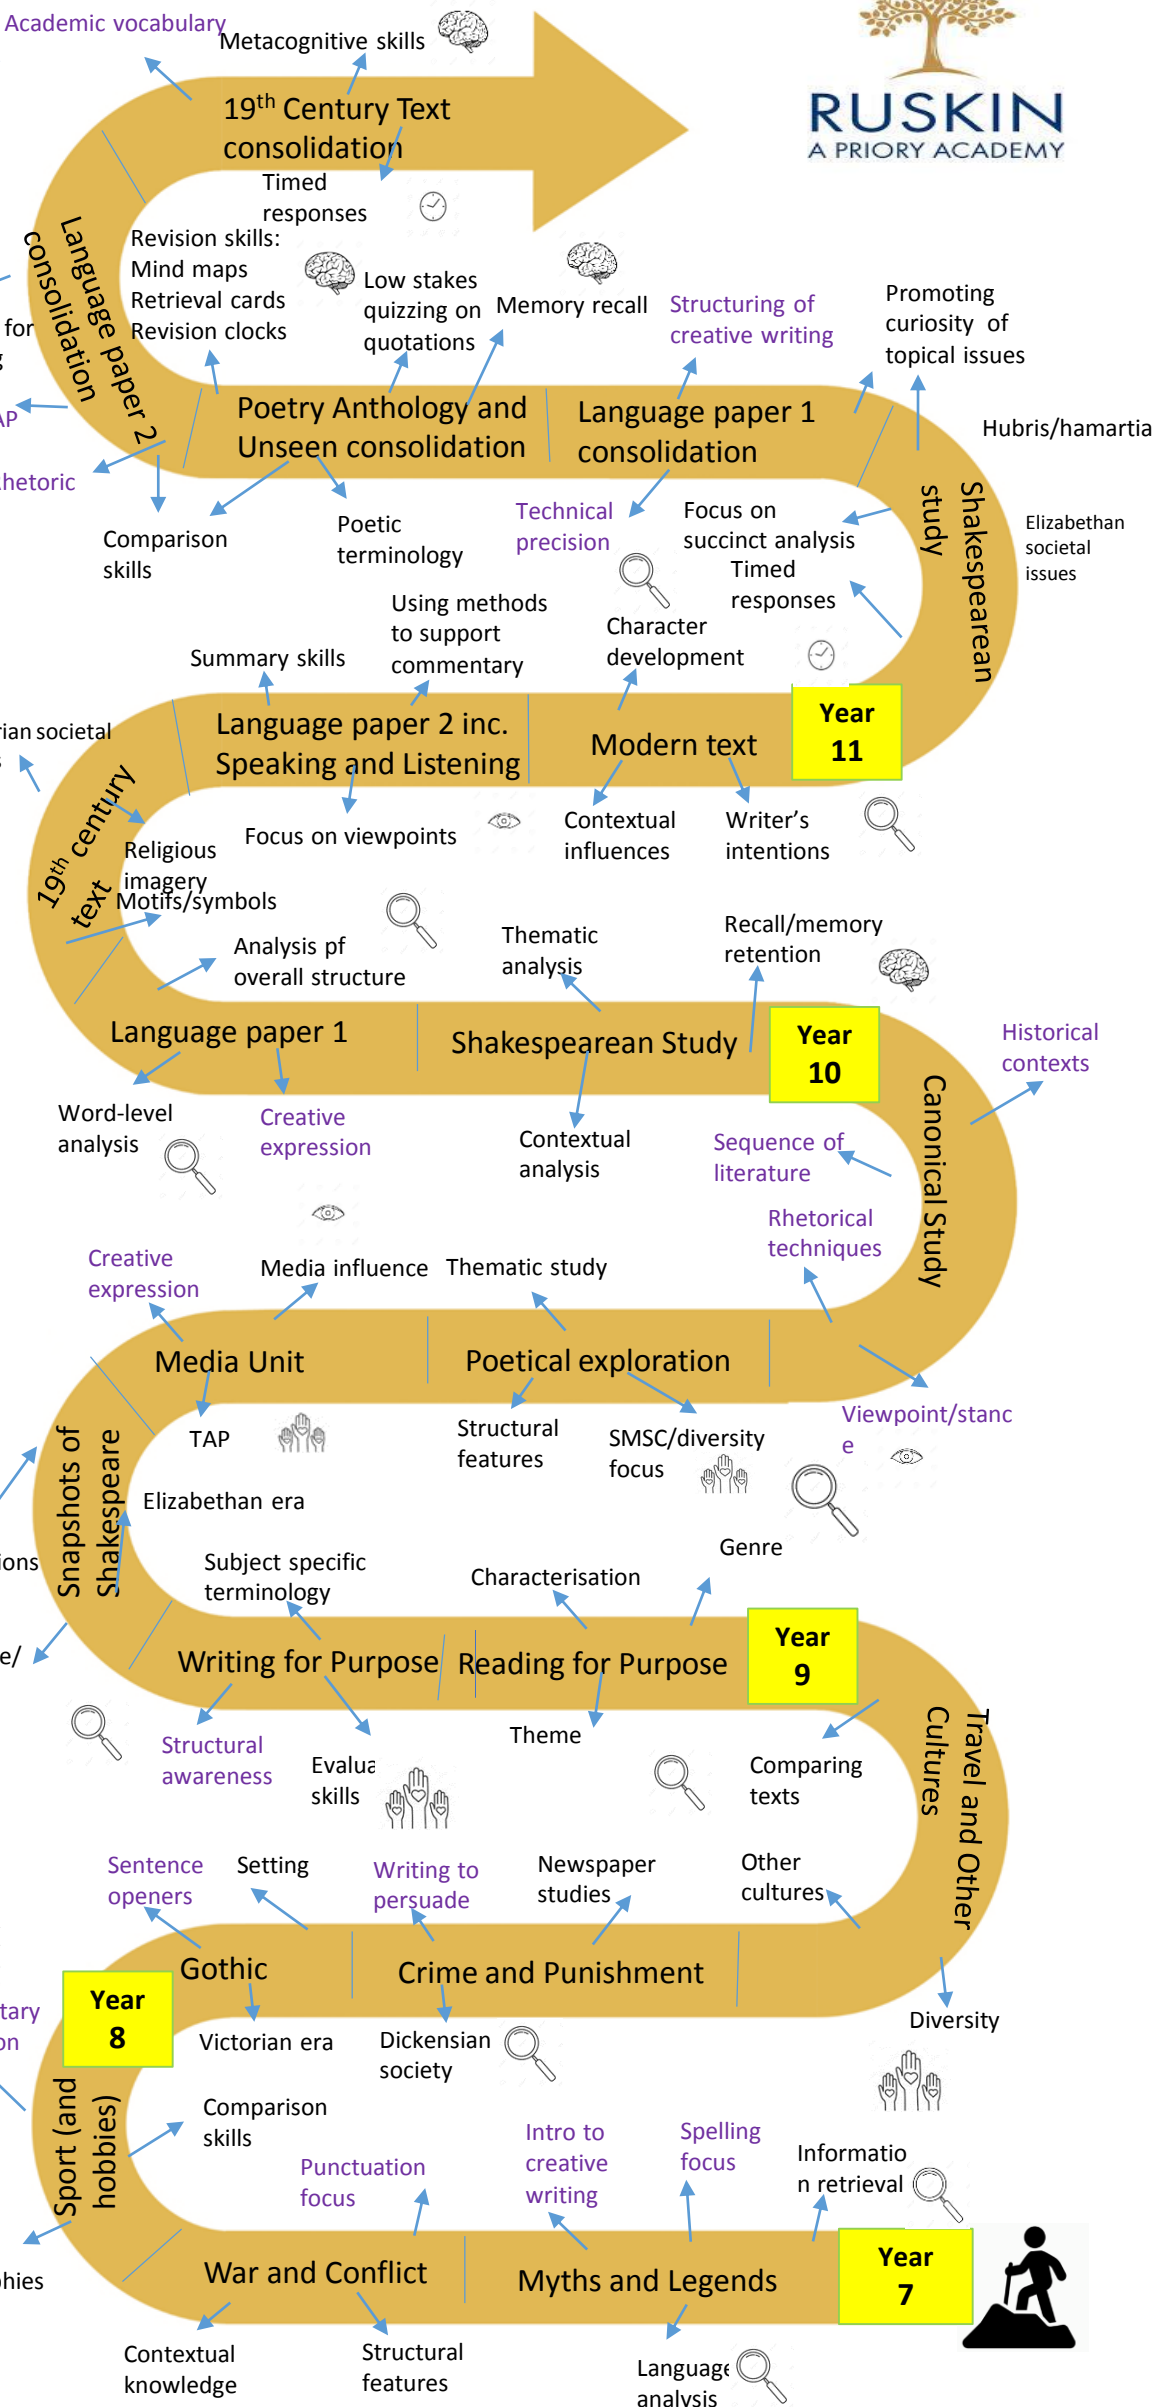 Academic vocabulary
Metacognitive skills
19th Century Text
consolidation
RUSKIN
A PRIORY ACADEMY
Timed
responses
Language paper 2
consolidation
Revision skills:
Mind maps
Retrieval cards
Revision clocks
Low stakes
quizzing on
quotations
Memory recall
Structuring of
creative writing
Promoting
curiosity of
topical issues
for
Poetry Anthology and
Unseen consolidation
Language paper 1
consolidation
Hubris/hamartia
Shakespearean
study
Elizabethan
societal
issues
Comparison
skills
Poetic
terminology
Technical
precision
Focus on
succinct analysis
Timed
responses
Using methods
to support
commentary
Character
development
Summary skills
Language paper 2 inc.
Speaking and Listening
Modern text
Year
11
societal
19th century
text
Religious
imagery
Motifs/symbols
Focus on viewpoints
Contextual
influences
Writer's
intentions
Analysis pf
overall structure
Thematic
analysis
Recall/memory
retention
Language paper 1
Shakespearean Study
Year
10
Historical
contexts
Canonical Study
Word-level
analysis
Creative
expression
Contextual
analysis
Sequence of
literature
Rhetorical
techniques
Creative
expression
Media influence
Thematic study
Media Unit
Poetical exploration
Viewpoint/stanc
e
TAP
Structural
features
SMSC/diversity
focus
Snapshots of
Shakespeare
Elizabethan era
Subject specific
terminology
Characterisation
Genre
Writing for Purpose
Reading for Purpose
Year
9
Travel and Other
Cultures
Structural
awareness
Evalua
skills
Theme
Comparing
texts
Sentence
openers
Setting
Writing to
persuade
Newspaper
studies
Other
cultures
Gothic
Crime and Punishment
Year
8
Victorian era
Dickensian
society
Diversity
Sport (and
hobbies)
Comparison
skills
Punctuation
focus
Intro to
creative
writing
Spelling
focus
Informatio
n retrieval
War and Conflict
Myths and Legends
Year
7
Contextual
knowledge
Structural
features
Language
analysis